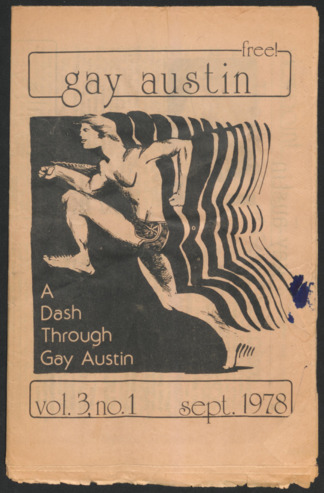 free!
gay austin
A
Dash
Through
Gay Austin
vol. 3, no. 1 sept. 1978